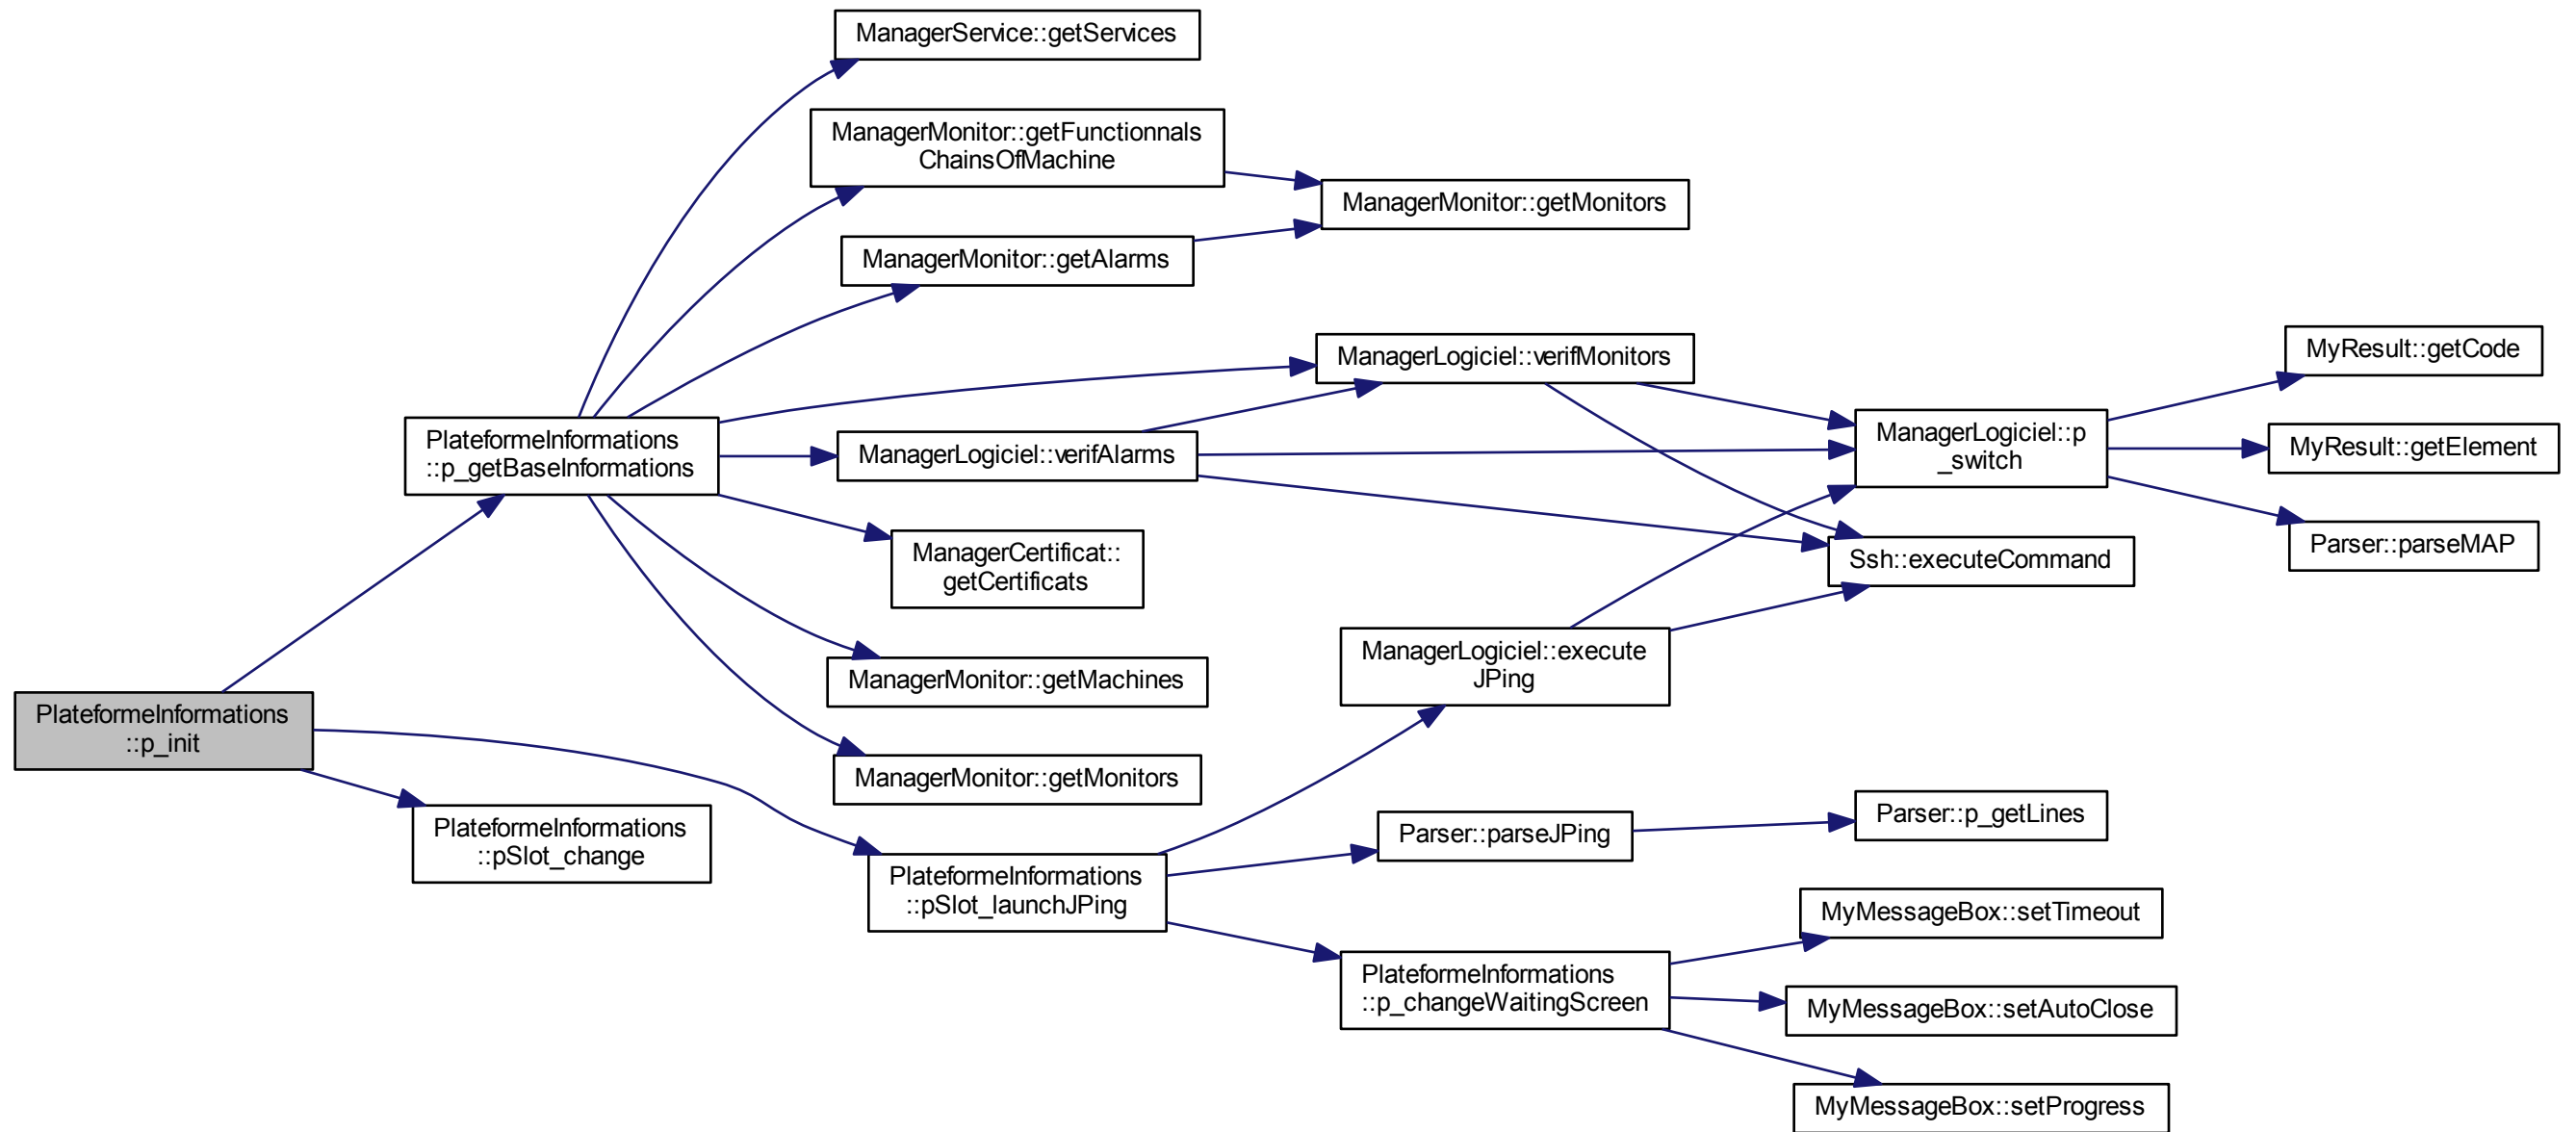 ManagerService::getServices
ManagerMonitor::getFunctionnals
ChainsOfMachine
ManagerMonitor::getMonitors
ManagerMonitor::getAlarms
ManagerLogiciel::verifMonitors
MyResult::getCode
PlateformeInformations
::p_getBaseInformations
ManagerLogiciel::verifAlarms
ManagerLogiciel::p
_switch
MyResult::getElement
ManagerCertificat::
getCertificats
Ssh::executeCommand
Parser::parseMAP
ManagerLogiciel::execute
JPing
ManagerMonitor::getMachines
PlateformeInformations
::p_init
ManagerMonitor::getMonitors
PlateformeInformations
::pSlot_change
Parser::parseJPing
Parser::p_getLines
PlateformeInformations
::pSlot_launchJPing
MyMessageBox::setTimeout
PlateformeInformations
::p_changeWaitingScreen
MyMessageBox::setAutoClose
MyMessageBox::setProgress